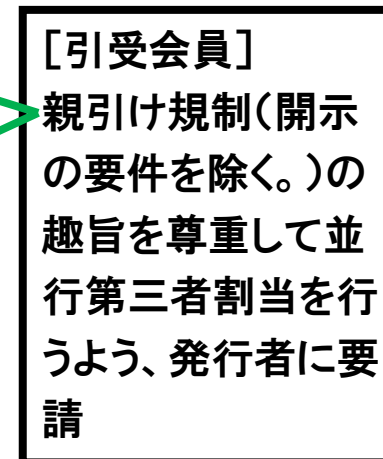 [引受会員]
親引け規制(開示
の要件を除く。)の
趣旨を尊重して並
行第三者割当を行
うよう、発行者に要
請